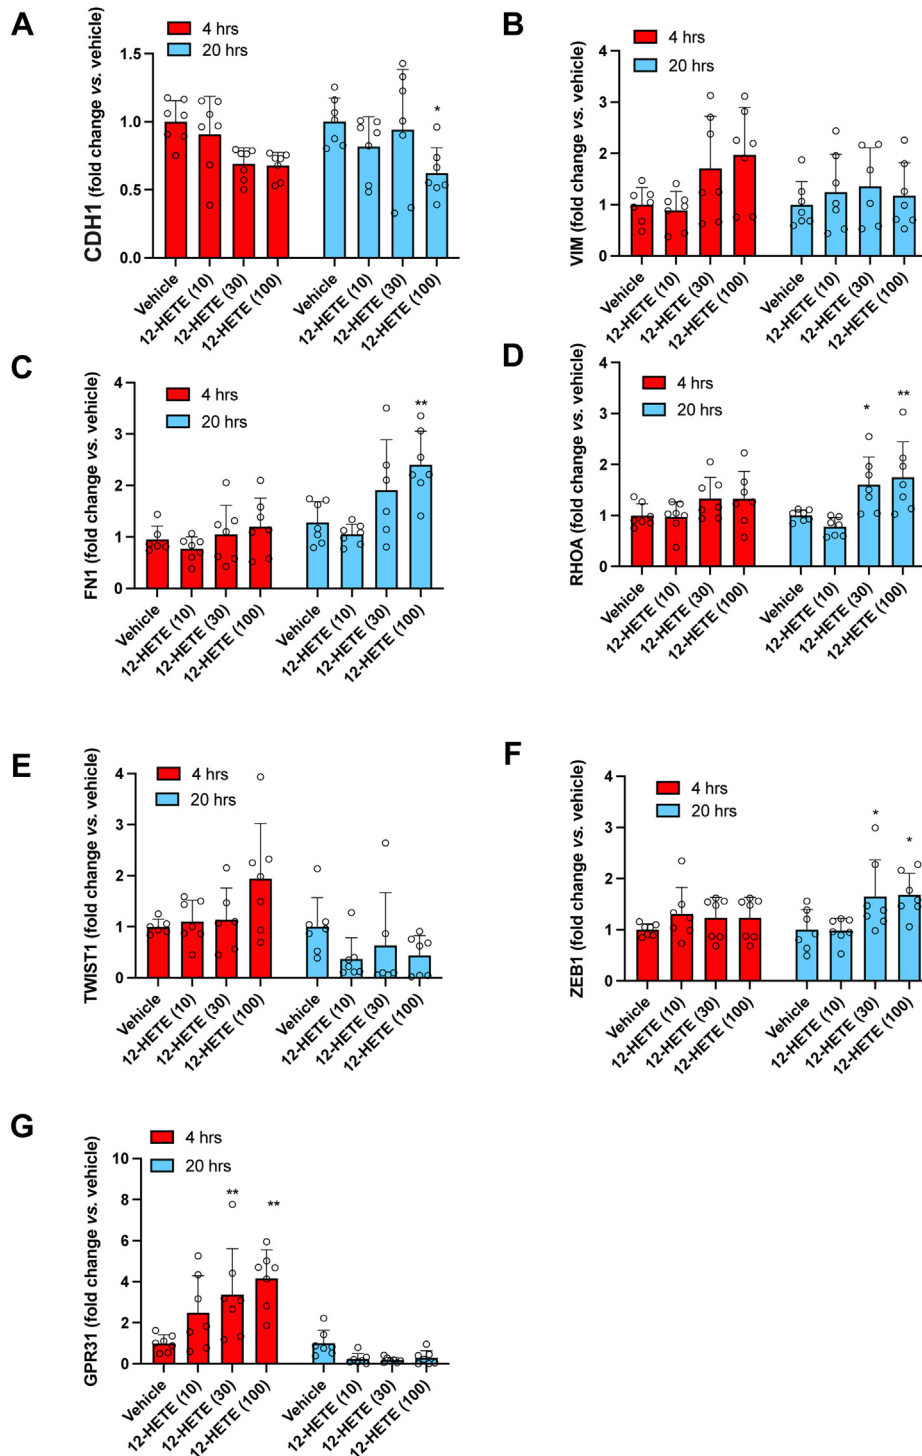 A
4 hrs
20 hrs
CDH1 (fold change vs. vehicle)
1.5
1.0
0.5
0.0
*
Vehicle
12-HETE (10)
12-HETE (30)
12-HETE (100)
Vehicle
12-HETE (10)
12-HETE (30)
12-HETE (100)
B
4 hrs
20 hrs
VIM (fold change vs. vehicle)
4
3
2
1
0
Vehicle
12-HETE (10)
12-HETE (30)
12-HETE (100)
Vehicle
12-HETE (10)
12-HETE (30)
12-HETE (100)
C
4 hrs
20 hrs
FN1 (fold change vs. vehicle)
4
3
2
1
0
**
Vehicle
12-HETE (10)
12-HETE (30)
12-HETE (100)
Vehicle
12-HETE (10)
12-HETE (30)
12-HETE (100)
D
4 hrs
20 hrs
RHOA (fold change vs. vehicle)
4
3
2
1
0
*
**
Vehicle
12-HETE (10)
12-HETE (30)
12-HETE (100)
Vehicle
12-HETE (10)
12-HETE (30)
12-HETE (100)
E
4 hrs
20 hrs
TWIST1 (fold change vs. vehicle)
4
3
2
1
0
Vehicle
12-HETE (10)
12-HETE (30)
12-HETE (100)
Vehicle
12-HETE (10)
12-HETE (30)
12-HETE (100)
F
4 hrs
20 hrs
ZEB1 (fold change vs. vehicle)
4
3
2
1
0
*
*
Vehicle
12-HETE (10)
12-HETE (30)
12-HETE (100)
Vehicle
12-HETE (10)
12-HETE (30)
12-HETE (100)
G
4 hrs
20 hrs
GPR31 (fold change vs. vehicle)
10
8
6
4
2
0
**
**
Vehicle
12-HETE (10)
12-HETE (30)
12-HETE (100)
Vehicle
12-HETE (10)
12-HETE (30)
12-HETE (100)